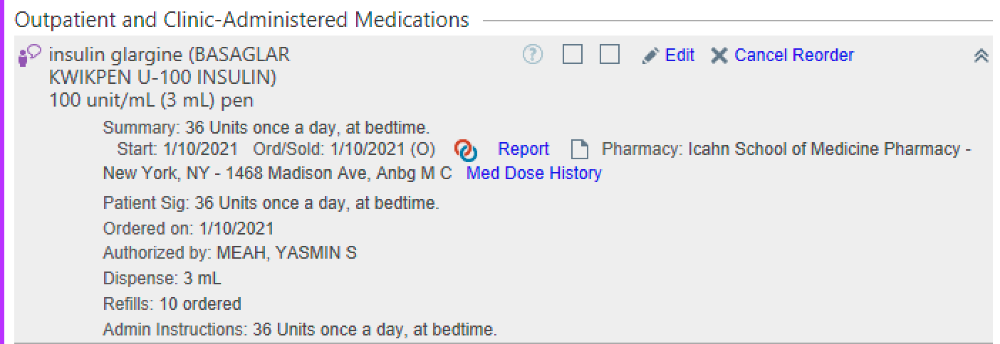 Outpatient and Clinic-Administered Medications
insulin glargine (BASAGLAR
KWIKPEN U-100 INSULIN)
100 unit/mL (3 mL) pen
? Edit Cancel Reorder
Summary: 36 Units once a day, at bedtime.
Start: 1/10/2021 Ord/Sold: 1/10/2021 (O) Report Pharmacy: Icahn School of Medicine Pharmacy -
New York, NY - 1468 Madison Ave, Anbg M C Med Dose History
Patient Sig: 36 Units once a day, at bedtime.
Ordered on: 1/10/2021
Authorized by: MEAH, YASMIN S
Dispense: 3 mL
Refills: 10 ordered
Admin Instructions: 36 Units once a day, at bedtime.